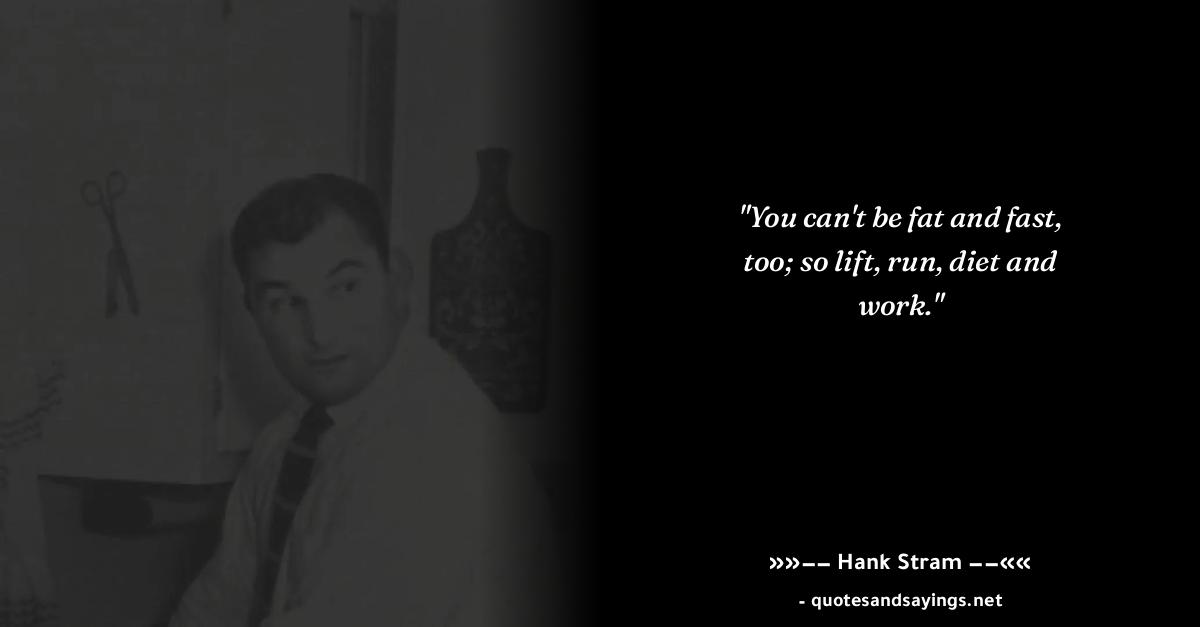 "You can't be fat and fast,
too; so lift, run, diet and
work."
»»–– Hank Stram ––««
- quotesandsayings.net